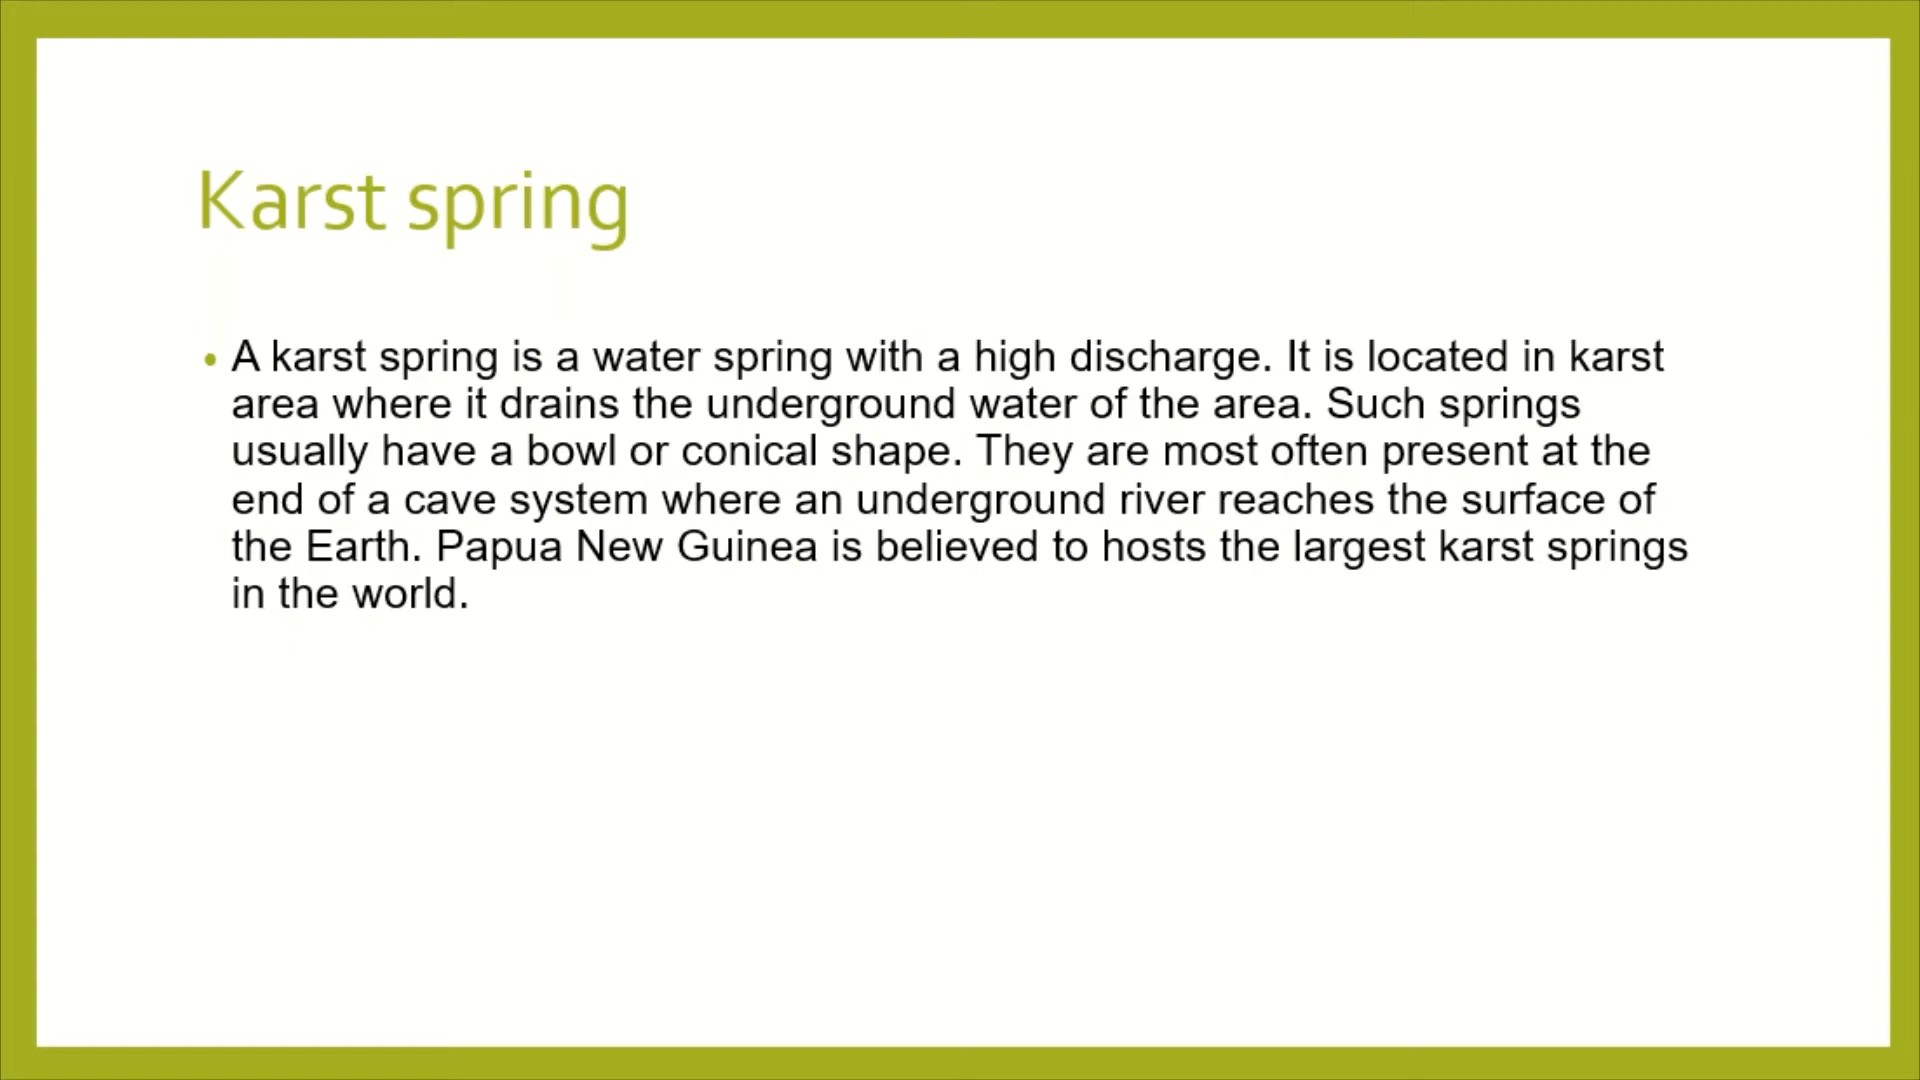 Karst spring
• A karst spring is a water spring with a high discharge. It is located in karst
area where it drains the underground water of the area. Such springs
usually have a bowl or conical shape. They are most often present at the
end of a cave system where an underground river reaches the surface of
the Earth. Papua New Guinea is believed to hosts the largest karst springs
in the world.